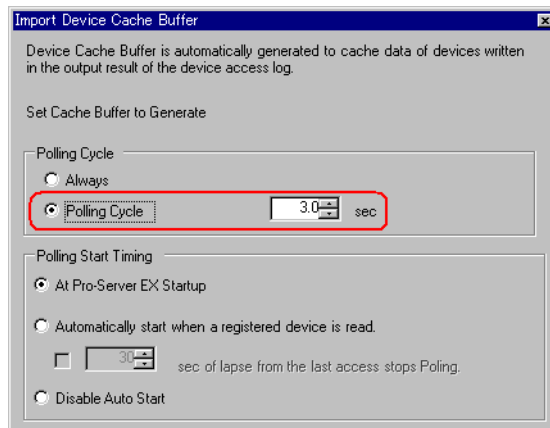 Import Device Cache Buffer
Device Cache Buffer is automatically generated to cache data of devices written
in the output result of the device access log.
Set Cache Buffer to Generate
Polling Cycle
Always
Polling Cycle 3.0 sec
Polling Start Timing
At Pro-Server EX Startup
Automatically start when a registered device is read.
30 sec of lapse from the last access stops Poling.
Disable Auto Start